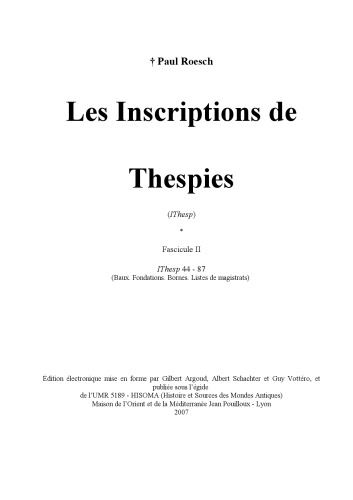 † Paul Roesch
Les Inscriptions de
Thespies
(IThesp)
*
Fascicule II
IThesp 44 - 87
(Baux. Fondations. Bornes. Listes de magistrats)
Edition électronique mise en forme par Gilbert Argoud, Albert Schachter et Guy Vottéro, et
publiée sous l’égide
de l’UMR 5189 - HISOMA (Histoire et Sources des Mondes Antiques)
Maison de l’Orient et de la Méditerranée Jean Pouilloux - Lyon
2007